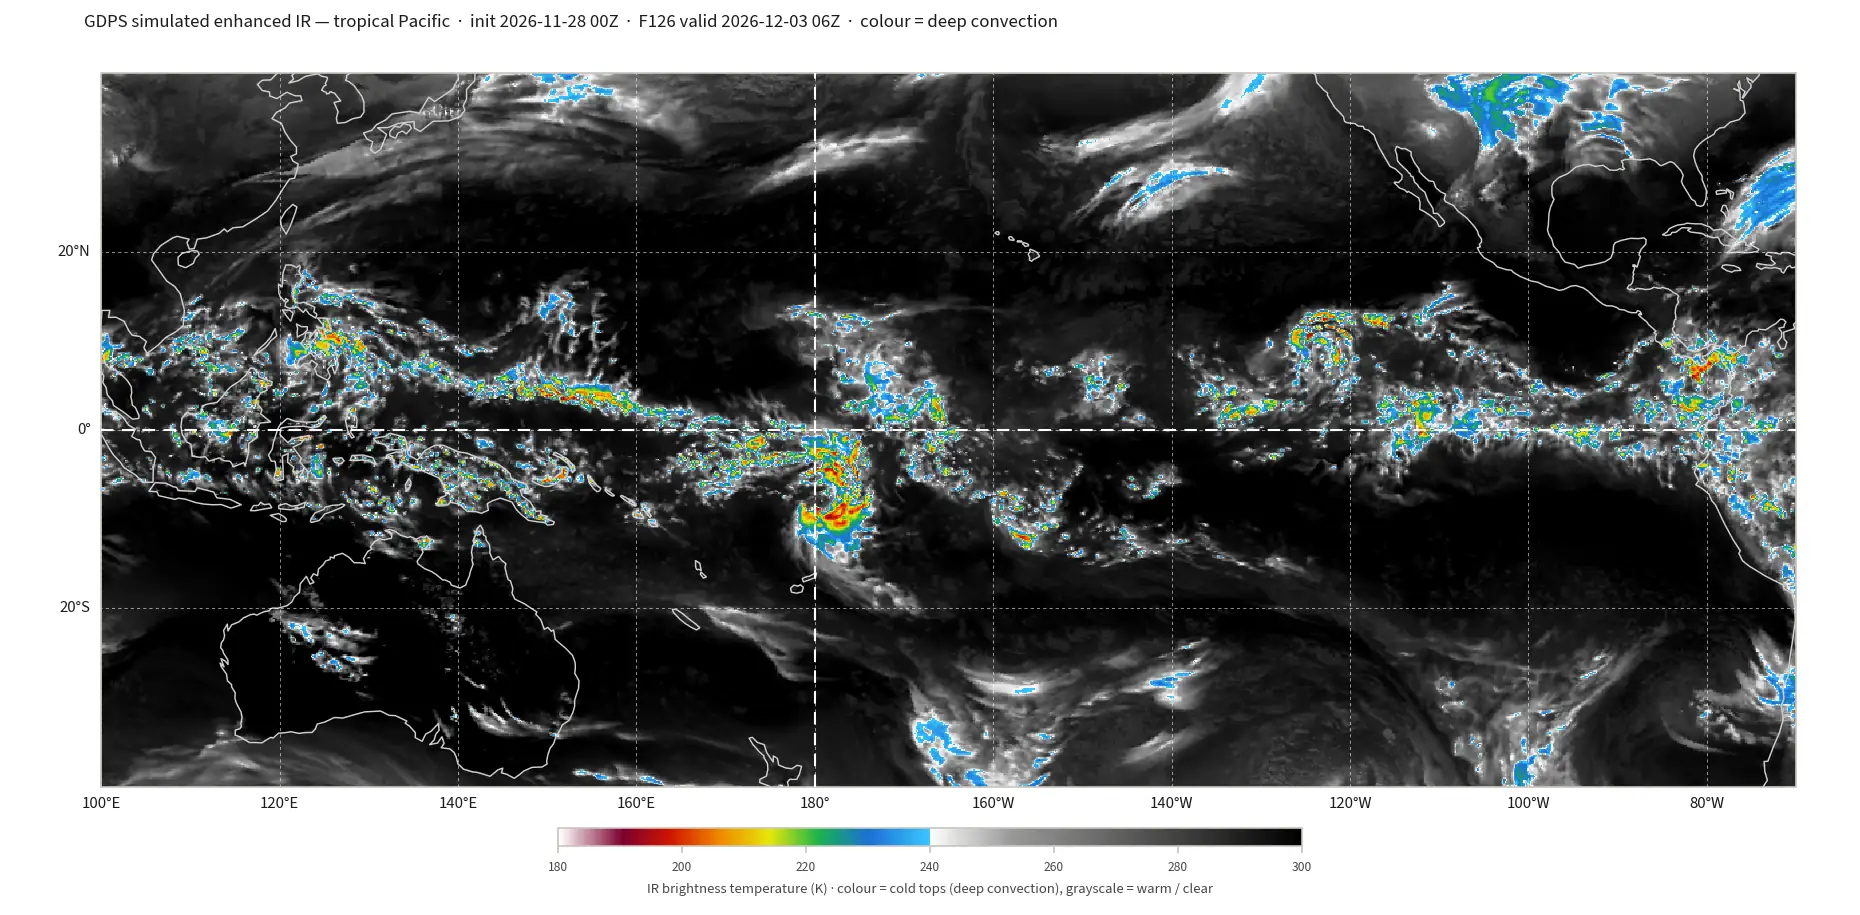 GDPS simulated enhanced IR — tropical Pacific · init 2026-11-28 00Z · F126 valid 2026-12-03 06Z · colour = deep convection
20°N
0°
20°S
100°E 120°E 140°E 160°E 180° 160°W 140°W 120°W 100°W 80°W
180 200 220 240 260 280 300
IR brightness temperature (K) · colour = cold tops (deep convection), grayscale = warm / clear